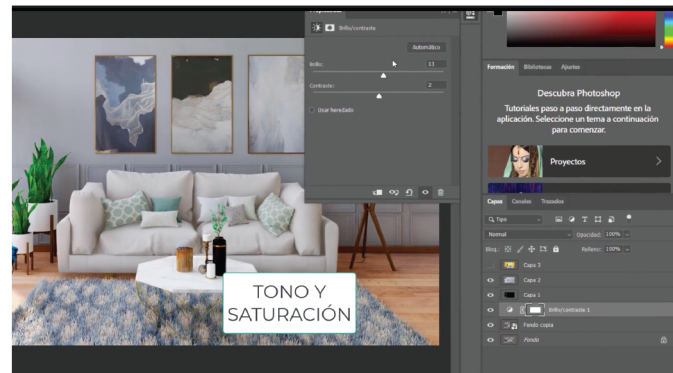 Propiedades
Brillo/contraste
Automático
Brillo:
13
Contraste:
2
Usar heredado
TONO Y
SATURACIÓN
Formación
Bibliotecas
Ajustes
Descubra Photoshop
Tutoriales paso a paso directamente en la
aplicación. Seleccione un tema a continuación
para comenzar.
Proyectos
Capas
Canales
Trazados
Tipo
Normal
Opacidad: 100%
Bloq.:
Relleno: 100%
Capa 3
Capa 2
Capa 1
Brillo/contraste 1
Fondo copia
Fondo